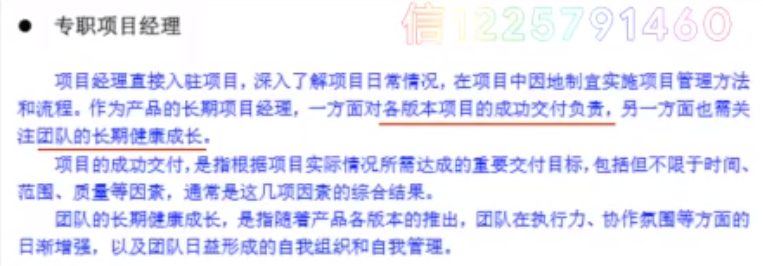 ● 专职项目经理
信1225791460
项目经理直接入驻项目，深入了解项目日常情况，在项目中因地制宜实施项目管理方法
和流程。作为产品的长期项目经理，一方面对各版本项目的成功交付负责，另一方面也需关
注团队的长期健康成长。
项目的成功交付，是指根据项目实际情况所需达成的重要交付目标，包括但不限于时间、
范围、质量等因素，通常是这几项因素的综合结果。
团队的长期健康成长，是指随着产品各版本的推出，团队在执行力、协作氛围等方面的
日渐增强，以及团队日益形成的自我组织和自我管理。